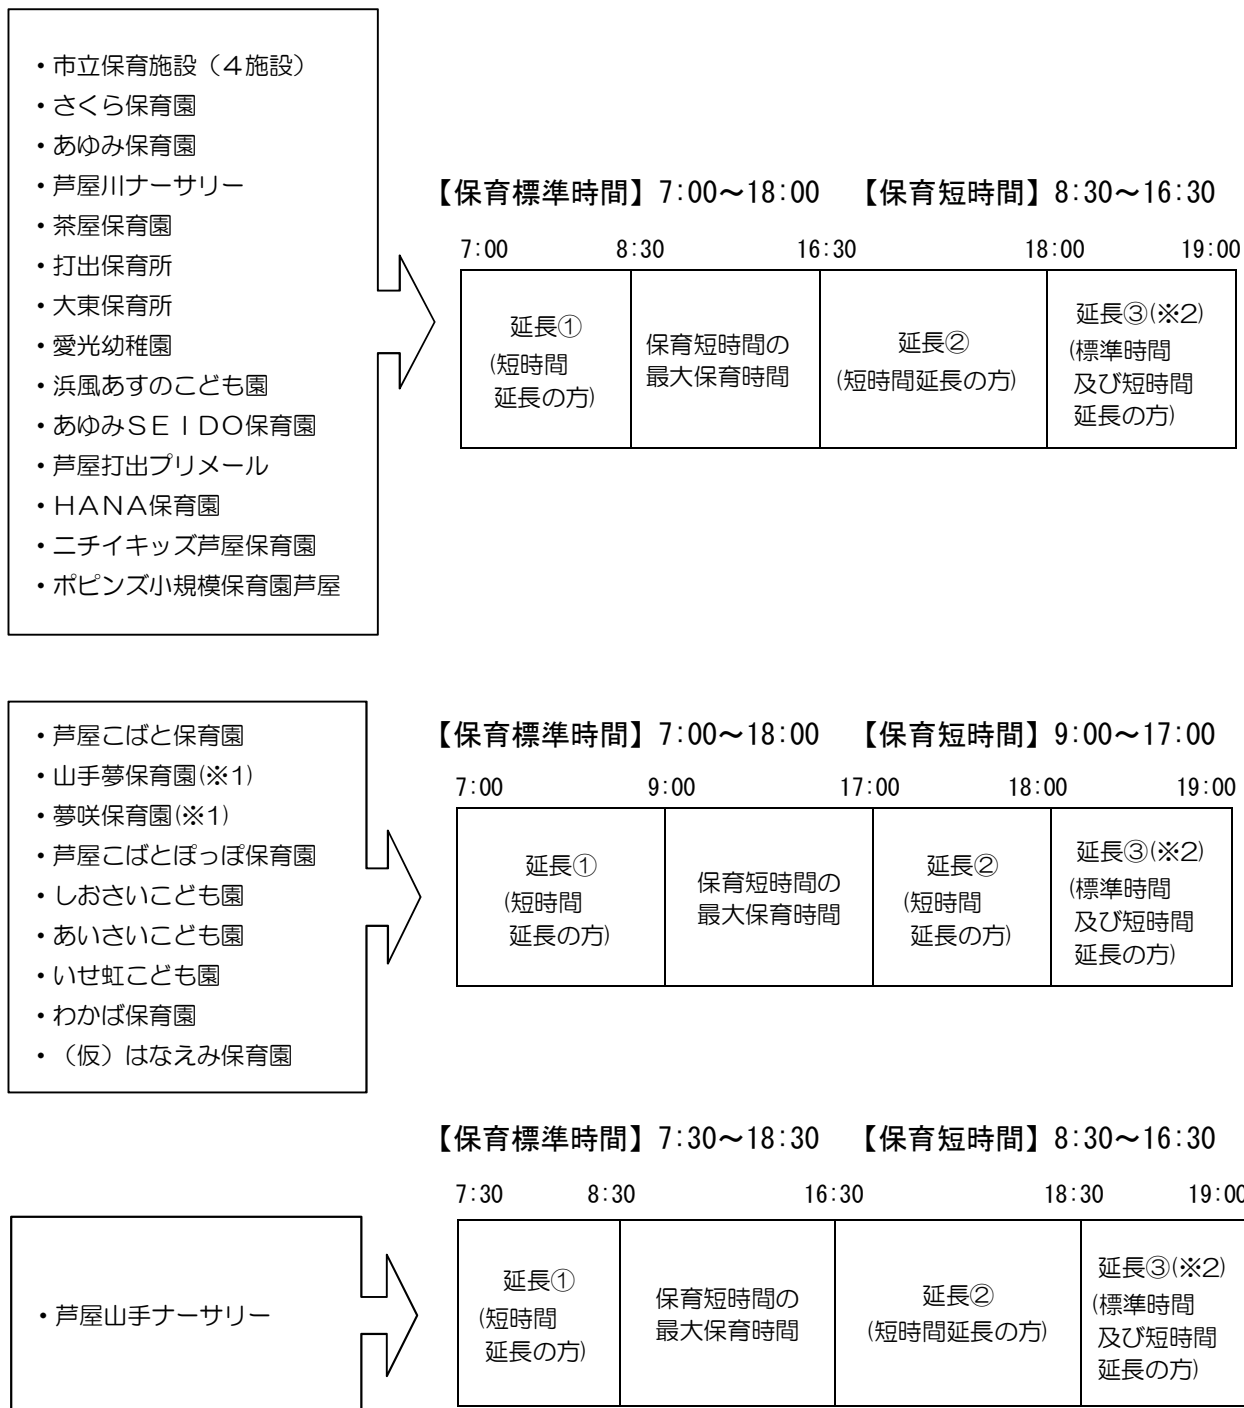 ・市立保育施設（４施設）
・さくら保育園
・あゆみ保育園
・芦屋川ナーサリー
・茶屋保育園
・打出保育所
・大東保育所
・愛光幼稚園
・浜風あすのこども園
・あゆみＳＥＩＤＯ保育園
・芦屋打出プリメール
・ＨＡＮＡ保育園
・ニチイキッズ芦屋保育園
・ポピンズ小規模保育園芦屋
【保育標準時間】7:00～18:00　【保育短時間】8:30～16:30
7:00 8:30 16:30 18:00 19:00
延長①
(短時間
延長の方)
保育短時間の
最大保育時間
延長②
(短時間延長の方)
延長③(※2)
(標準時間
及び短時間
延長の方)
・芦屋こばと保育園
・山手夢保育園(※1)
・夢咲保育園(※1)
・芦屋こばとぽっぽ保育園
・しおさいこども園
・あいさいこども園
・いせ虹こども園
・わかば保育園
・（仮）はなえみ保育園
【保育標準時間】7:00～18:00　【保育短時間】9:00～17:00
7:00 9:00 17:00 18:00 19:00
延長①
(短時間
延長の方)
保育短時間の
最大保育時間
延長②
(短時間
延長の方)
延長③(※2)
(標準時間
及び短時間
延長の方)
・芦屋山手ナーサリー
【保育標準時間】7:30～18:30　【保育短時間】8:30～16:30
7:30 8:30 16:30 18:30 19:00
延長①
(短時間
延長の方)
保育短時間の
最大保育時間
延長②
(短時間延長の方)
延長③(※2)
(標準時間
及び短時間
延長の方)